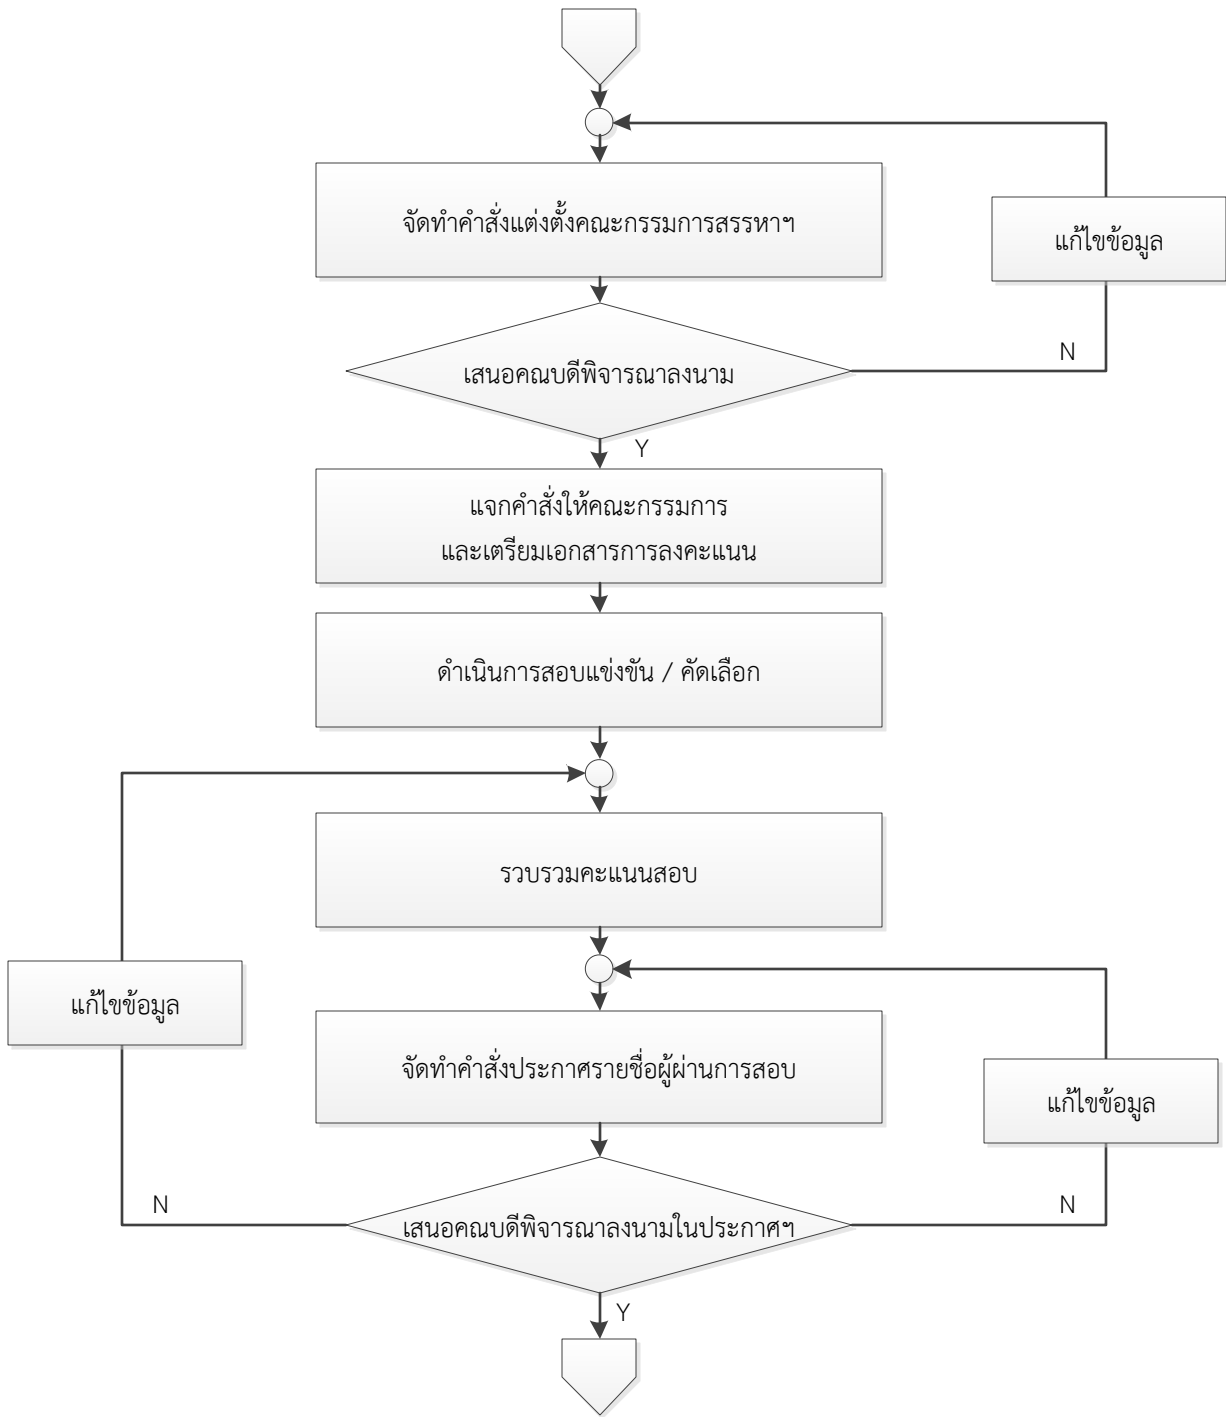 จัดทำคำสั่งแต่งตั้งคณะกรรมการสรรหาฯ
แก้ไขข้อมูล
N
เสนอคณบดีพิจารณาลงนาม
Y
แจกคำสั่งให้คณะกรรมการ
และเตรียมเอกสารการลงคะแนน
ดำเนินการสอบแข่งขัน / คัดเลือก
รวบรวมคะแนนสอบ
แก้ไขข้อมูล
จัดทำคำสั่งประกาศรายชื่อผู้ผ่านการสอบ
แก้ไขข้อมูล
N
N
เสนอคณบดีพิจารณาลงนามในประกาศฯ
Y